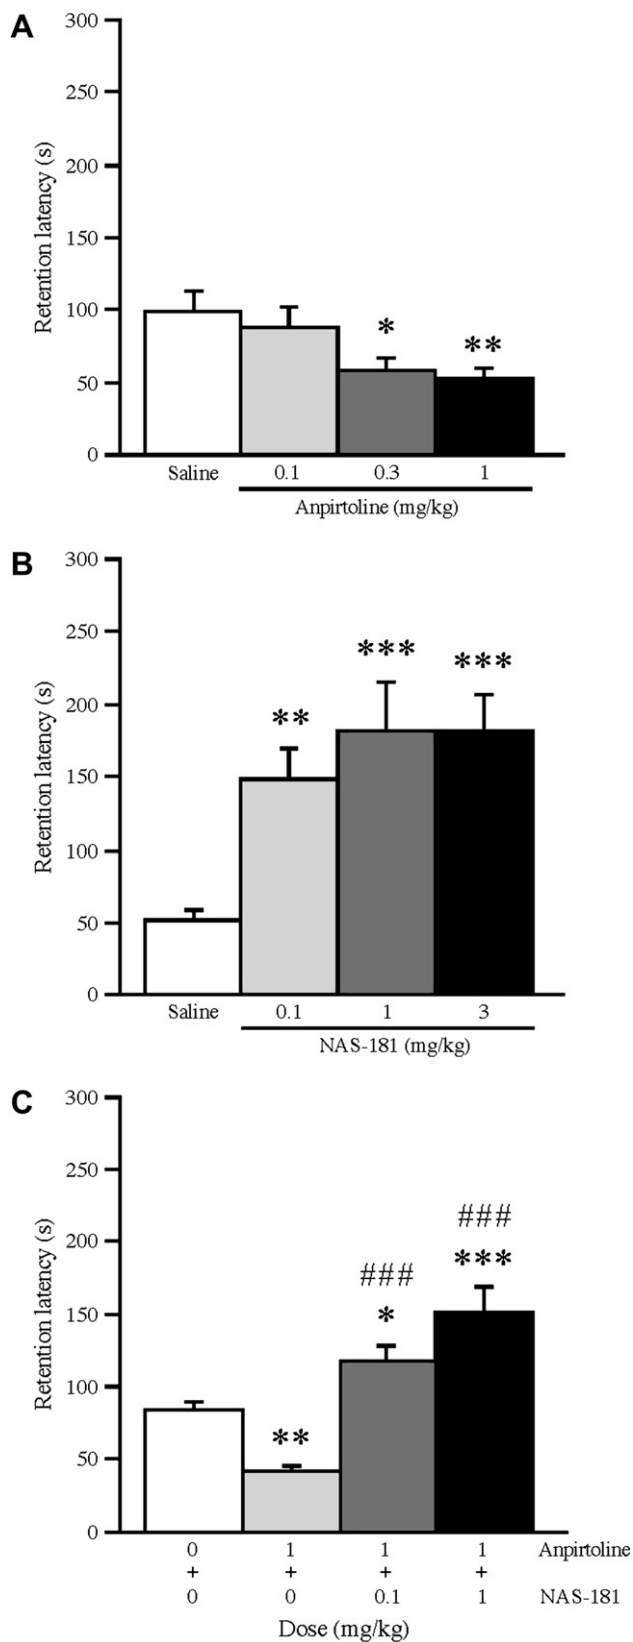 A
300
250
200
150
100
50
0
Retention latency (s)
*
**
Saline 0.1 0.3 1
Anpirtoline (mg/kg)
B
300
250
200
150
100
50
0
Retention latency (s)
**
***
***
Saline 0.1 1 3
NAS-181 (mg/kg)
C
300
250
200
150
100
50
0
Retention latency (s)
**
###
*
###
***
0 1 1 1 Anpirtoline
+ + + +
0 0 0.1 1 NAS-181
Dose (mg/kg)